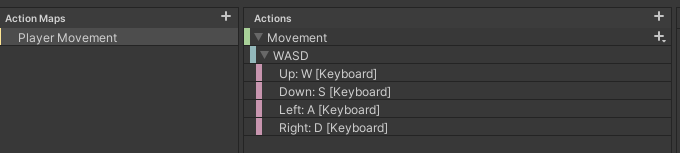 Action Maps +
Actions +
Player Movement
Movement +
WASD
Up: W [Keyboard]
Down: S [Keyboard]
Left: A [Keyboard]
Right: D [Keyboard]